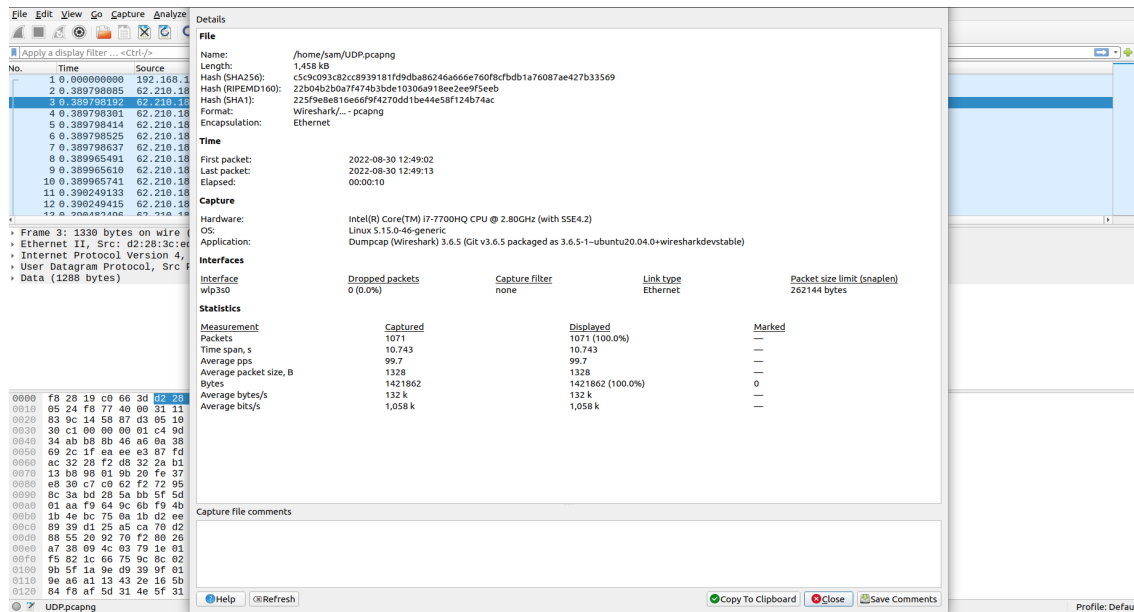 File Edit View Go Capture Analyze
Apply a display filter … <Ctrl-/>
No. Time Source
1 0.000000000 192.168.1
2 0.389798085 62.210.18
3 0.389798192 62.210.18
4 0.389798301 62.210.18
5 0.389798414 62.210.18
6 0.389798525 62.210.18
7 0.389798637 62.210.18
8 0.389965491 62.210.18
9 0.389965610 62.210.18
10 0.389965741 62.210.18
11 0.390249133 62.210.18
12 0.390249415 62.210.18
13 0.390482496 62.210.18
Frame 3: 1330 bytes on wire (
Ethernet II, Src: d2:28:3c:ed
Internet Protocol Version 4,
User Datagram Protocol, Src P
Data (1288 bytes)
0000 f8 28 19 c0 66 3d d2 28
0010 05 24 f8 77 40 00 31 11
0020 83 9c 14 58 87 d3 05 10
0030 30 c1 00 00 00 01 c4 9d
0040 34 ab b8 8b 46 a6 0a 38
0050 69 2c 1f ea ee e3 87 fd
0060 ac 32 28 f2 d8 32 2a b1
0070 13 b8 98 01 9b 20 fe 37
0080 e8 30 c7 c0 62 f2 72 95
0090 8c 3a bd 28 5a bb 5f 5d
00a0 01 aa f9 64 9c 6b f9 4b
00b0 1b 4e bc 75 0a 1b d2 ee
00c0 89 39 d1 25 a5 ca 70 d2
00d0 88 55 20 92 70 f2 80 26
00e0 a7 38 09 4c 03 79 1e 01
00f0 f5 82 1c 66 75 9c 8c 02
0100 9b 5f 1a 9e d9 39 9f 01
0110 9e a6 a1 13 43 2e 16 5b
0120 84 f8 af 5d 31 4e 5f 31
UDP.pcapng
Details
File
Name: /home/sam/UDP.pcapng
Length: 1,458 kB
Hash (SHA256): c5c9c093c82cc8939181fd9dba86246a666e760f8cfbdb1a76087ae427b33569
Hash (RIPEMD160): 22b04b2b0a7f474b3bde10306a918ee2ee9f5eeb
Hash (SHA1): 225f9e8e816e66f9f4270dd1be44e58f124b74ac
Format: Wireshark/... - pcapng
Encapsulation: Ethernet
Time
First packet: 2022-08-30 12:49:02
Last packet: 2022-08-30 12:49:13
Elapsed: 00:00:10
Capture
Hardware: Intel(R) Core(TM) i7-7700HQ CPU @ 2.80GHz (with SSE4.2)
OS: Linux 5.15.0-46-generic
Application: Dumpcap (Wireshark) 3.6.5 (Git v3.6.5 packaged as 3.6.5-1~ubuntu20.04.0+wiresharkdevstable)
Interfaces
Interface Dropped packets Capture filter Link type Packet size limit (snaplen)
wlp3s0 0 (0.0%) none Ethernet 262144 bytes
Statistics
Measurement Captured Displayed Marked
Packets 1071 1071 (100.0%) —
Time span, s 10.743 10.743 —
Average pps 99.7 99.7 —
Average packet size, B 1328 1328 —
Bytes 1421862 1421862 (100.0%) 0
Average bytes/s 132 k 132 k —
Average bits/s 1,058 k 1,058 k —
Capture file comments
Help Refresh Copy To Clipboard Close Save Comments
Profile: Defau